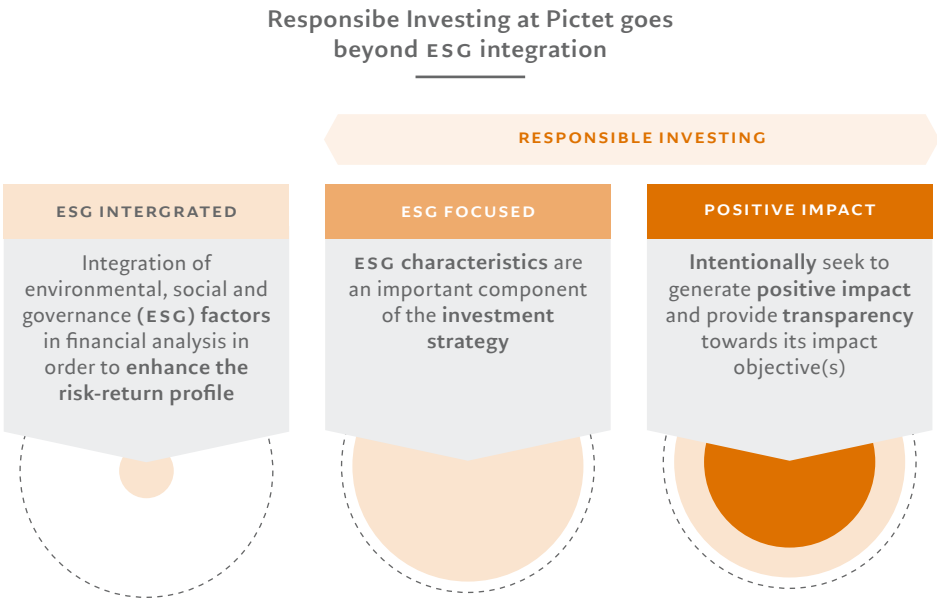 Responsibe Investing at Pictet goes
beyond ESG integration
RESPONSIBLE INVESTING
ESG INTERGRATED
Integration of
environmental, social and
governance (ESG) factors
in financial analysis in
order to enhance the
risk-return profile
ESG FOCUSED
ESG characteristics are
an important component
of the investment
strategy
POSITIVE IMPACT
Intentionally seek to
generate positive impact
and provide transparency
towards its impact
objective(s)